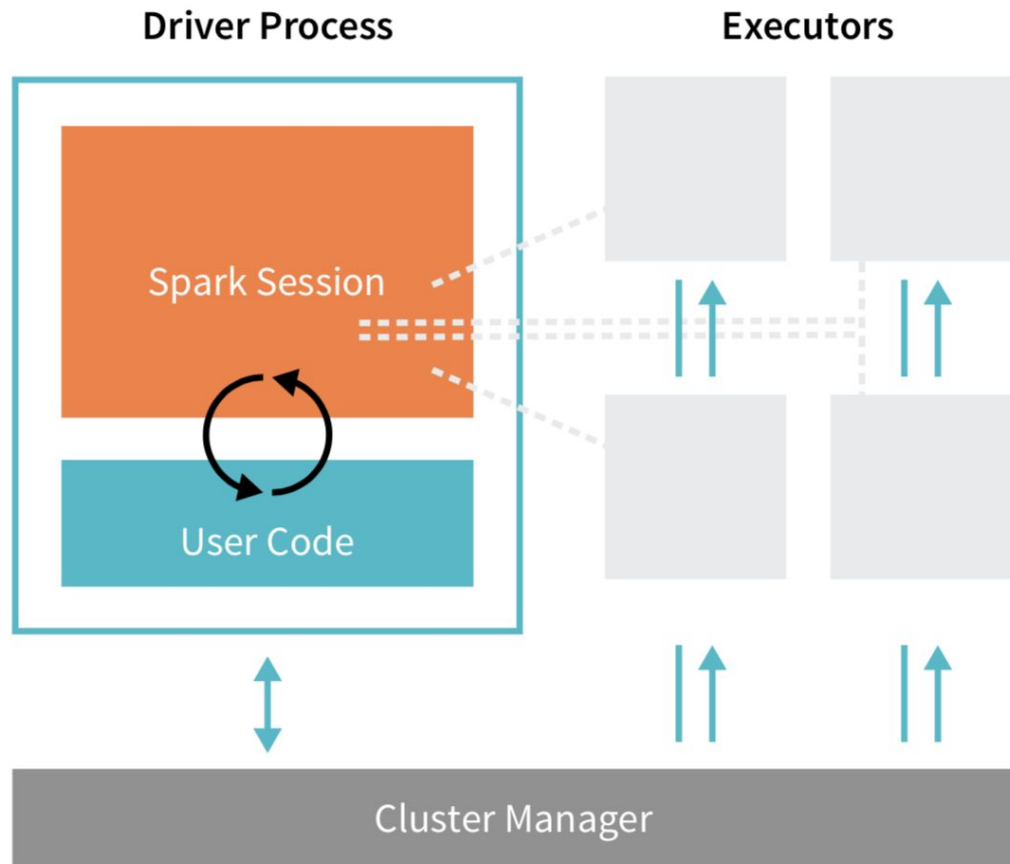 Driver Process
Executors
Spark Session
User Code
Cluster Manager